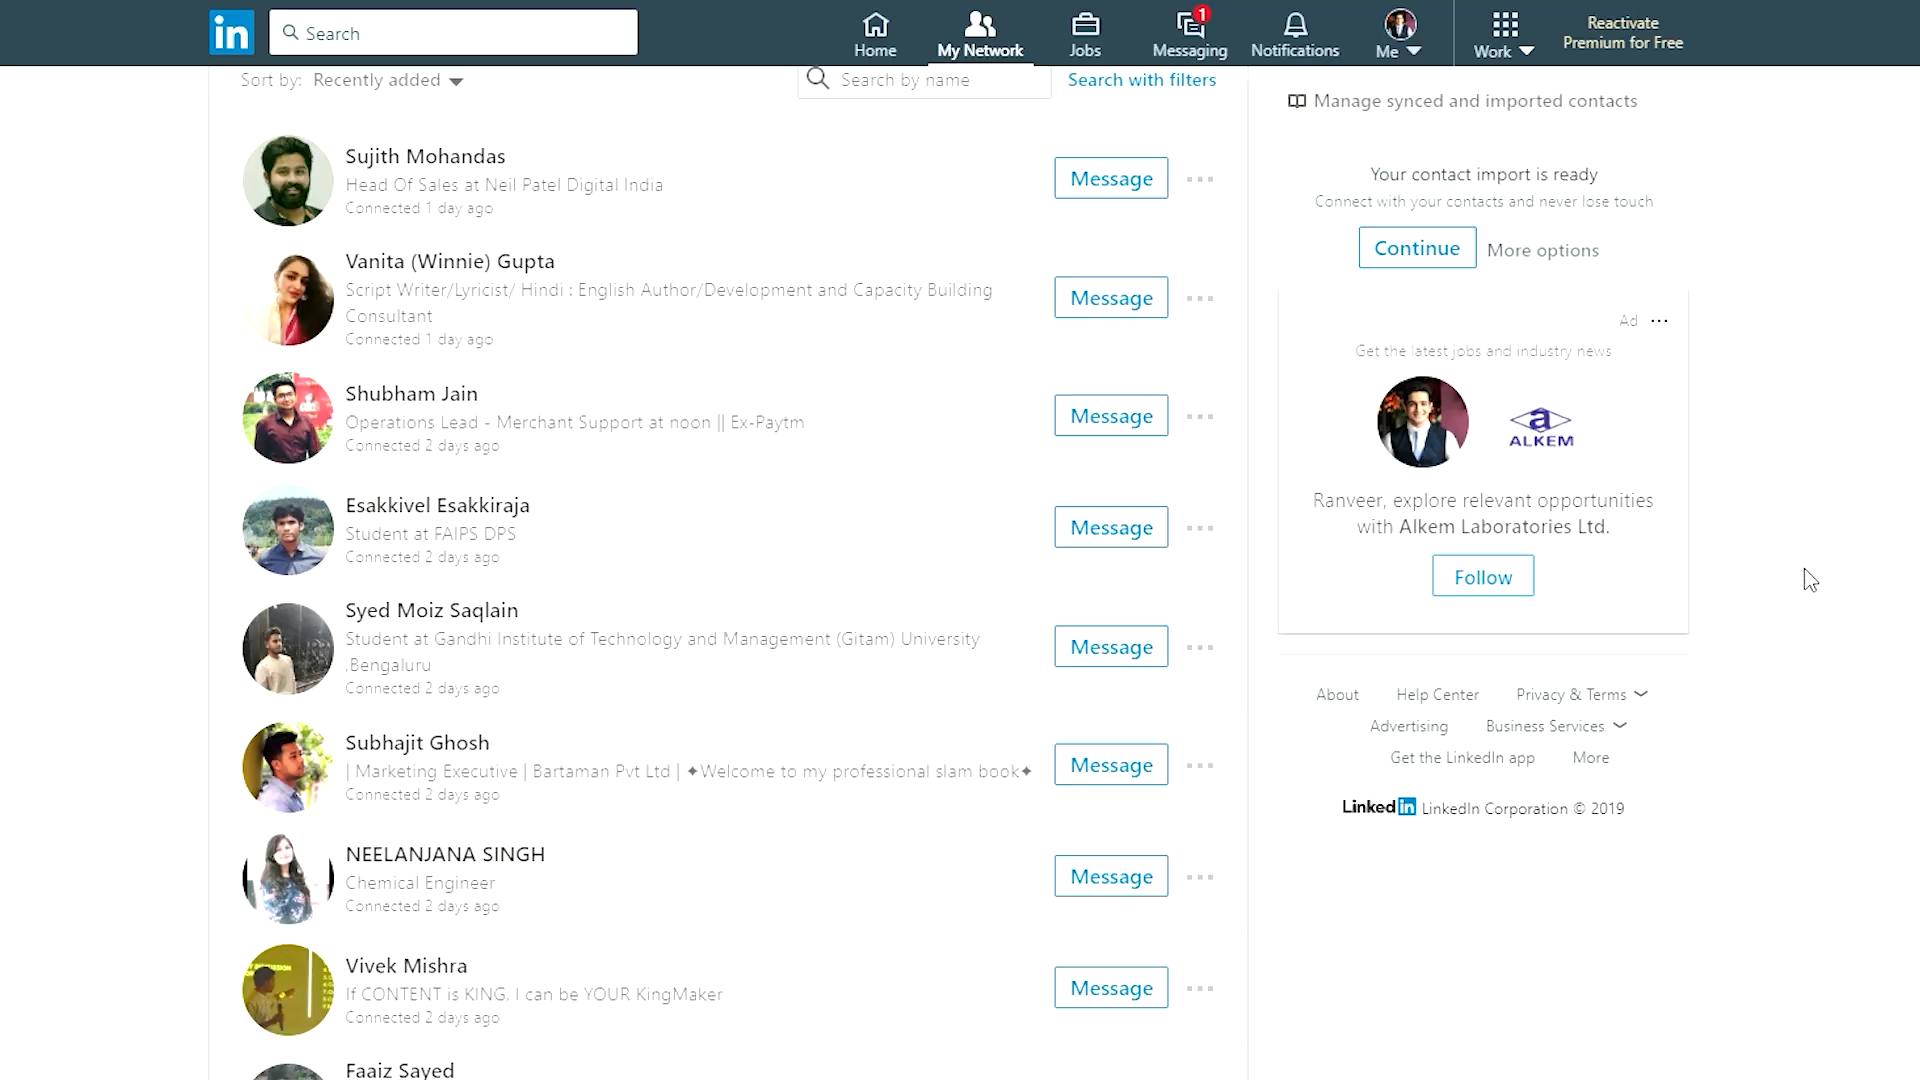 in
Search
Home
My Network
Jobs
1
Messaging
Notifications
Me
Work
Reactivate
Premium for Free
Sort by: Recently added
Search by name
Search with filters
Sujith Mohandas
Head Of Sales at Neil Patel Digital India
Connected 1 day ago
Message
Vanita (Winnie) Gupta
Script Writer/Lyricist/ Hindi : English Author/Development and Capacity Building
Consultant
Connected 1 day ago
Message
Shubham Jain
Operations Lead - Merchant Support at noon || Ex-Paytm
Connected 2 days ago
Message
Esakkivel Esakkiraja
Student at FAIPS DPS
Connected 2 days ago
Message
Syed Moiz Saqlain
Student at Gandhi Institute of Technology and Management (Gitam) University
,Bengaluru
Connected 2 days ago
Message
Subhajit Ghosh
| Marketing Executive | Bartaman Pvt Ltd | ✦Welcome to my professional slam book✦
Connected 2 days ago
Message
NEELANJANA SINGH
Chemical Engineer
Connected 2 days ago
Message
Vivek Mishra
If CONTENT is KING, I can be YOUR KingMaker
Connected 2 days ago
Message
Faaiz Sayed
Manage synced and imported contacts
Your contact import is ready
Connect with your contacts and never lose touch
Continue More options
Ad ...
Get the latest jobs and industry news
a
ALKEM
Ranveer, explore relevant opportunities
with Alkem Laboratories Ltd.
Follow
About Help Center Privacy & Terms
Advertising Business Services
Get the LinkedIn app More
Linked in LinkedIn Corporation © 2019